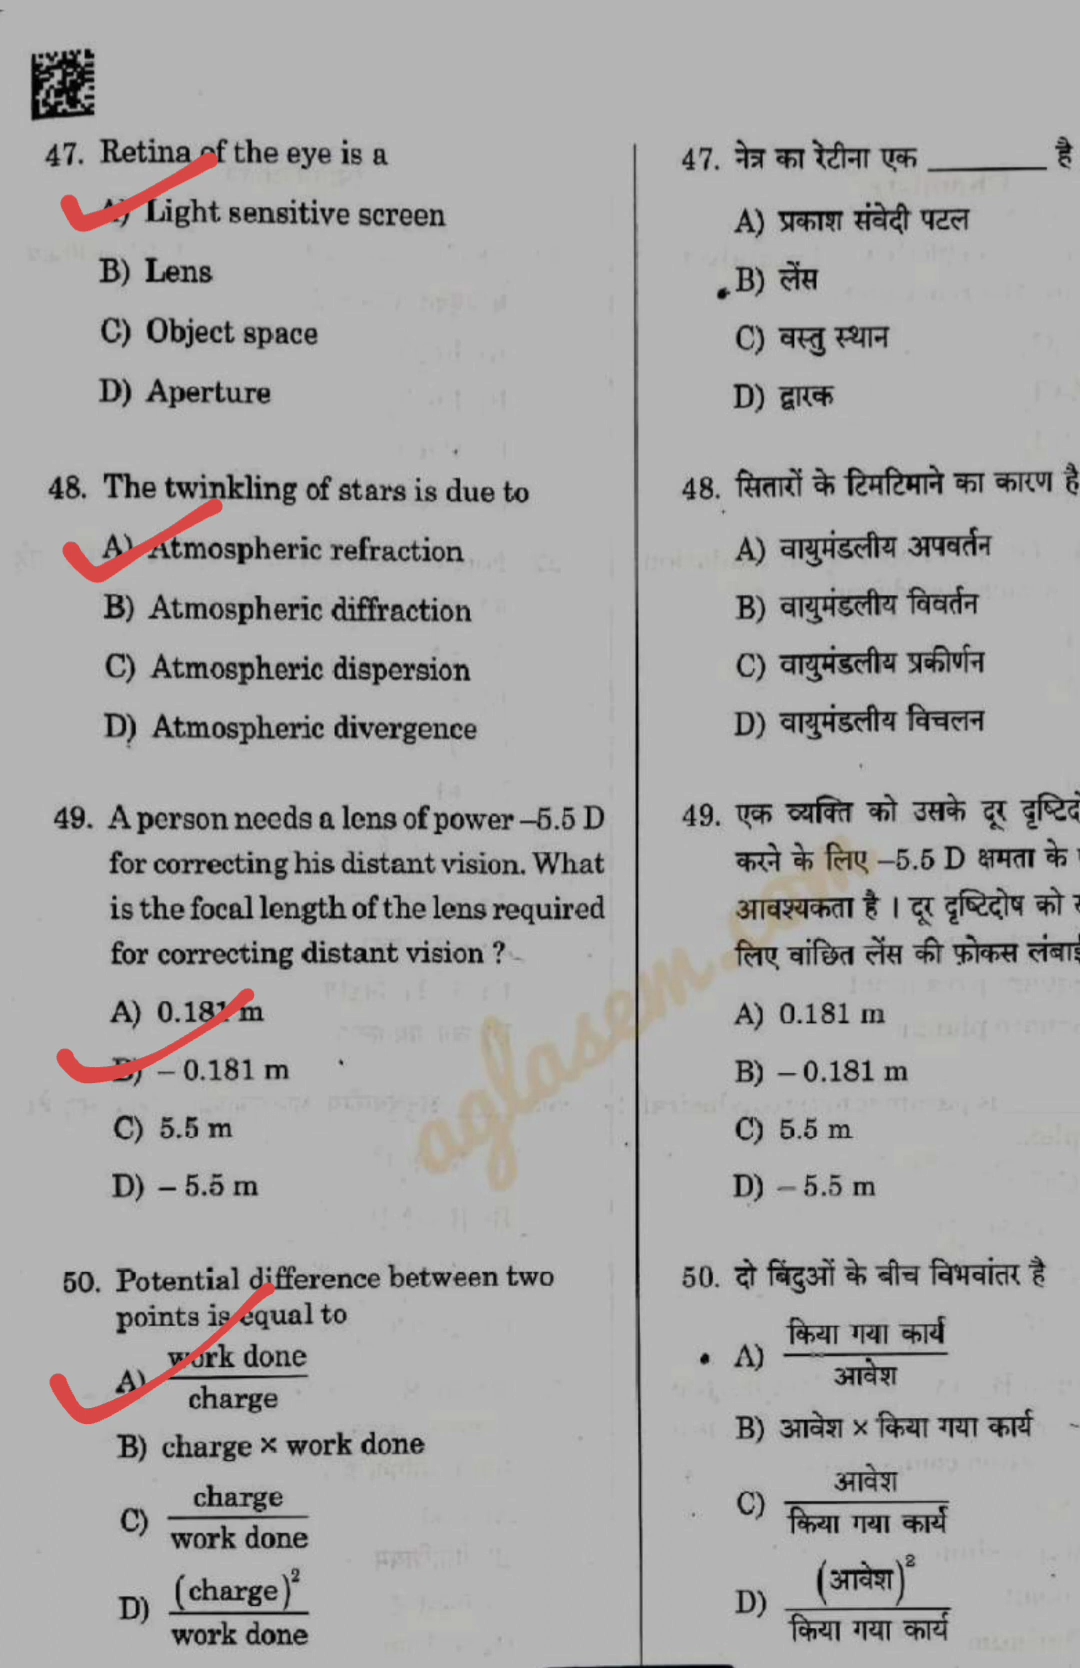 47. Retina of the eye is a
A) Light sensitive screen
B) Lens
C) Object space
D) Aperture
48. The twinkling of stars is due to
A) Atmospheric refraction
B) Atmospheric diffraction
C) Atmospheric dispersion
D) Atmospheric divergence
49. A person needs a lens of power –5.5 D
for correcting his distant vision. What
is the focal length of the lens required
for correcting distant vision ?
A) 0.181 m
B) – 0.181 m
C) 5.5 m
D) – 5.5 m
50. Potential difference between two
points is equal to
A) work done
charge
B) charge × work done
C) charge
work done
D) (charge)²
work done
47. नेत्र का रेटीना एक ________ है
A) प्रकाश संवेदी पटल
B) लेंस
C) वस्तु स्थान
D) द्वारक
48. सितारों के टिमटिमाने का कारण है
A) वायुमंडलीय अपवर्तन
B) वायुमंडलीय विवर्तन
C) वायुमंडलीय प्रकीर्णन
D) वायुमंडलीय विचलन
49. एक व्यक्ति को उसके दूर
करने के लिए –5.5 D क्षमता के
आवश्यकता है । दूर दृष्टिदोष को
लिए वांछित लेंस की फ़ोकस
A) 0.181 m
B) – 0.181 m
C) 5.5 m
D) – 5.5 m
50. दो बिंदुओं के बीच विभवांतर है
A) किया गया कार्य
आवेश
B) आवेश × किया गया कार्य
C) आवेश
किया गया कार्य
D) (आवेश)²
किया गया कार्य
aglasem.com